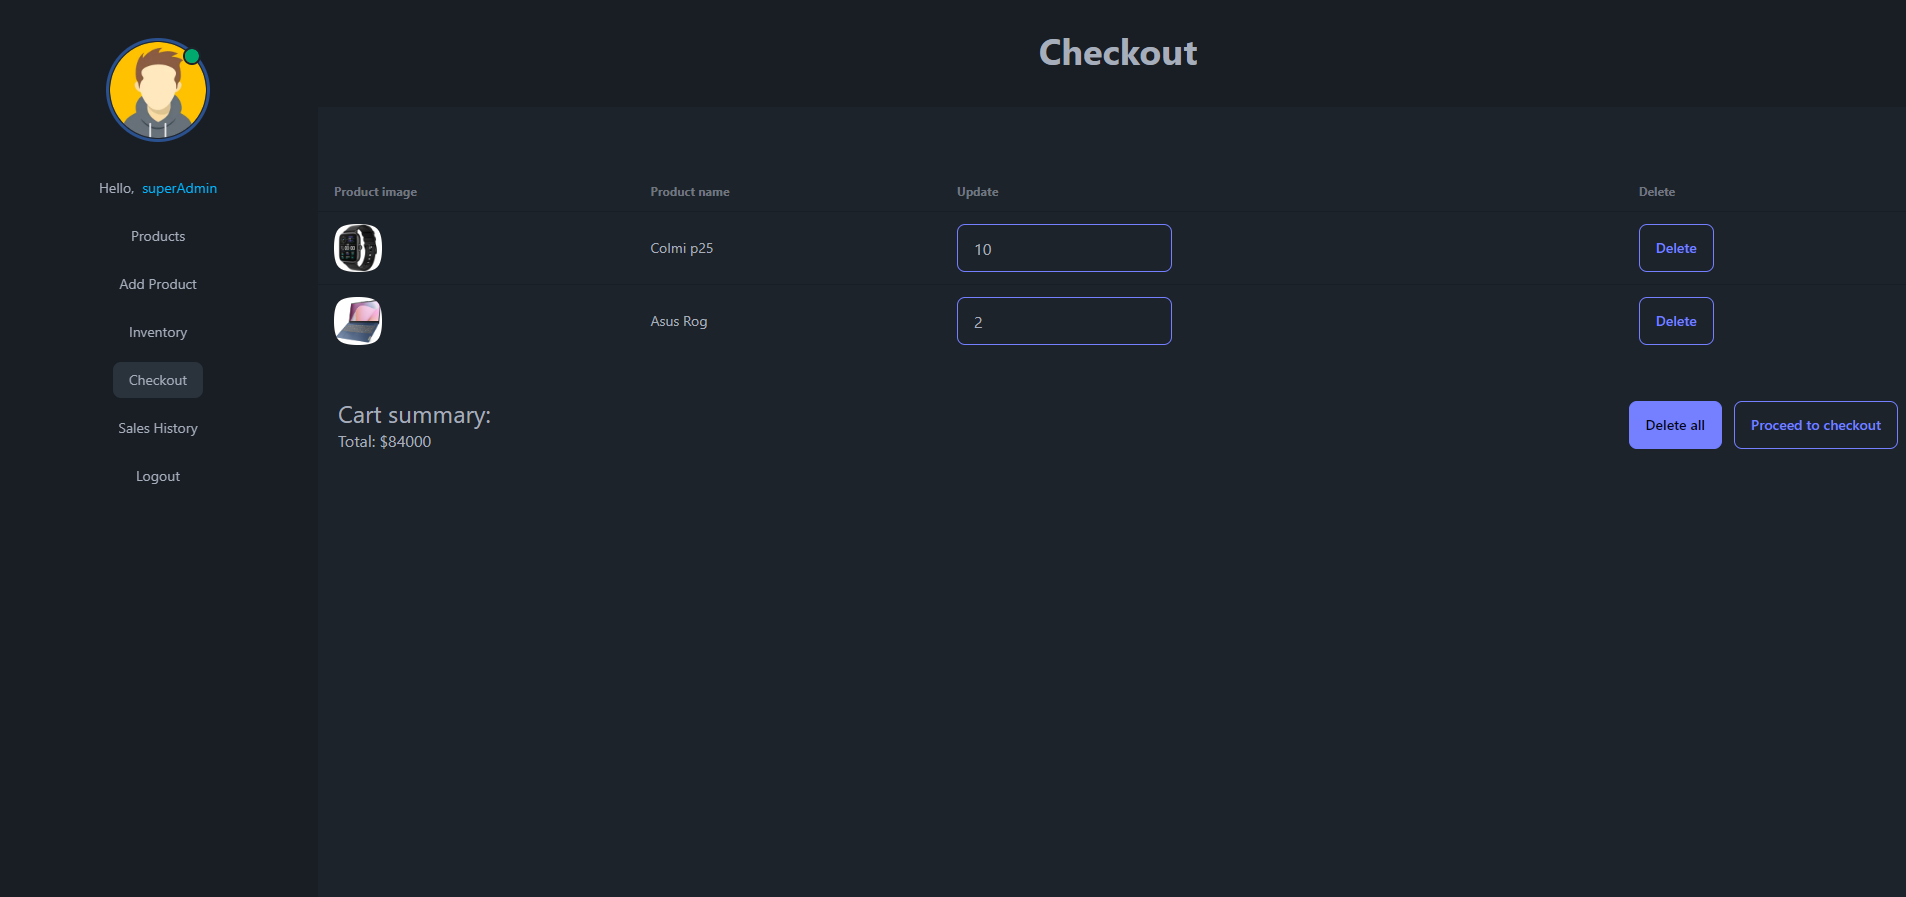 Checkout
Hello, superAdmin
Products
Add Product
Inventory
Checkout
Sales History
Logout
Product image Product name Update Delete
Colmi p25 10 Delete
Asus Rog 2 Delete
Cart summary:
Total: $84000
Delete all Proceed to checkout